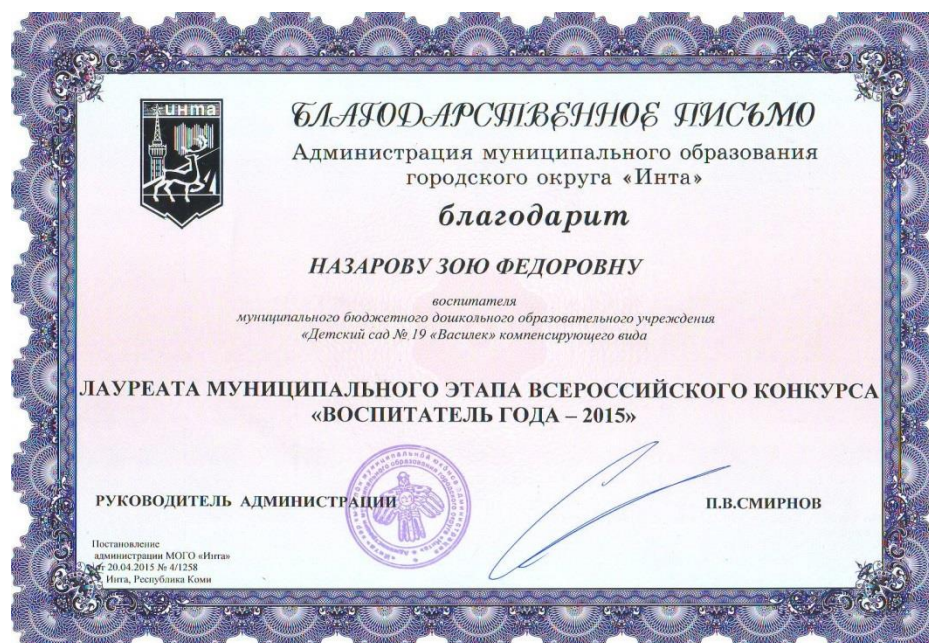 ИНТА
БЛАГОДАРСТВЕННОЕ ПИСЬМО
Администрация муниципального образования
городского округа «Инта»
благодарит
НАЗАРОВУ ЗОЮ ФЕДОРОВНУ
воспитателя
муниципального бюджетного дошкольного образовательного учреждения
«Детский сад № 19 «Василек» компенсирующего вида
ЛАУРЕАТА МУНИЦИПАЛЬНОГО ЭТАПА ВСЕРОССИЙСКОГО КОНКУРСА
«ВОСПИТАТЕЛЬ ГОДА – 2015»
РУКОВОДИТЕЛЬ АДМИНИСТРАЦИИ
П.В.СМИРНОВ
Постановление
администрации МОГО «Инта»
от 20.04.2015 № 4/1258
г. Инта, Республика Коми